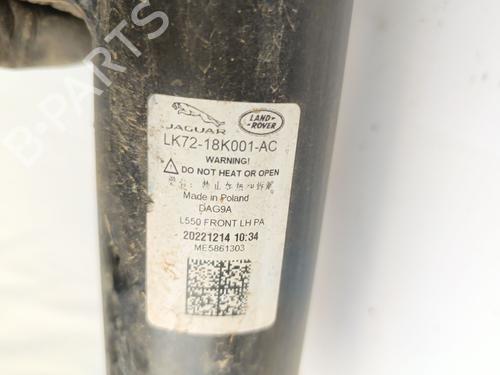 JAGUAR
LAND ROVER
LK72-18K001-AC
WARNING!
DO NOT HEAT OR OPEN
Made in Poland
DAG9A
L550 FRONT LH PA
20221214 10:34
ME5861303
B-PARTS